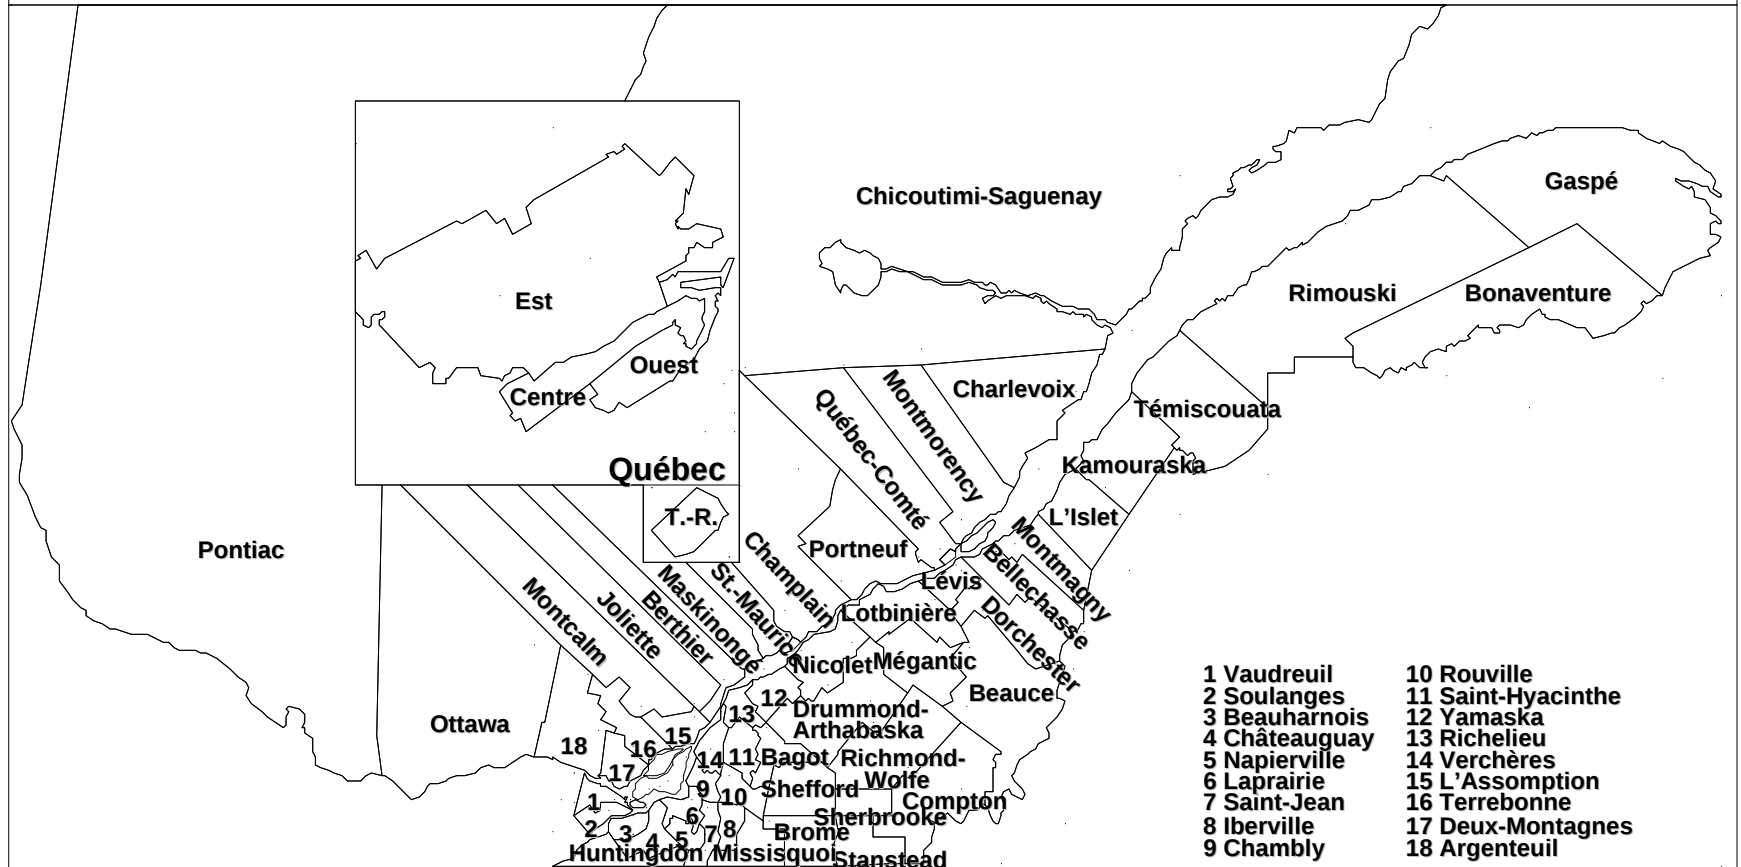 Chicoutimi-Saguenay
Gaspé
Rimouski
Bonaventure
Est
Ouest
Centre
Québec
T.-R.
Charlevoix
Montmorency
Québec-Comté
Témiscouata
Kamouraska
L'Islet
Montmagny
Bellechasse
Dorchester
Portneuf
Lévis
Lotbinière
Champlain
St.-Maurice
Maskinongé
Berthier
Joliette
Montcalm
Pontiac
Ottawa
Nicolet
Mégantic
Beauce
Drummond-
Arthabaska
12
13
15
16
18
17
14
11
Bagot
Richmond-
Wolfe
9
10
Shefford
Compton
1
6
Sherbrooke
2
3
4
5
7
8
Brome
Huntingdon
Missisquoi
Stanstead
1 Vaudreuil
2 Soulanges
3 Beauharnois
4 Châteauguay
5 Napierville
6 Laprairie
7 Saint-Jean
8 Iberville
9 Chambly
10 Rouville
11 Saint-Hyacinthe
12 Yamaska
13 Richelieu
14 Verchères
15 L'Assomption
16 Terrebonne
17 Deux-Montagnes
18 Argenteuil